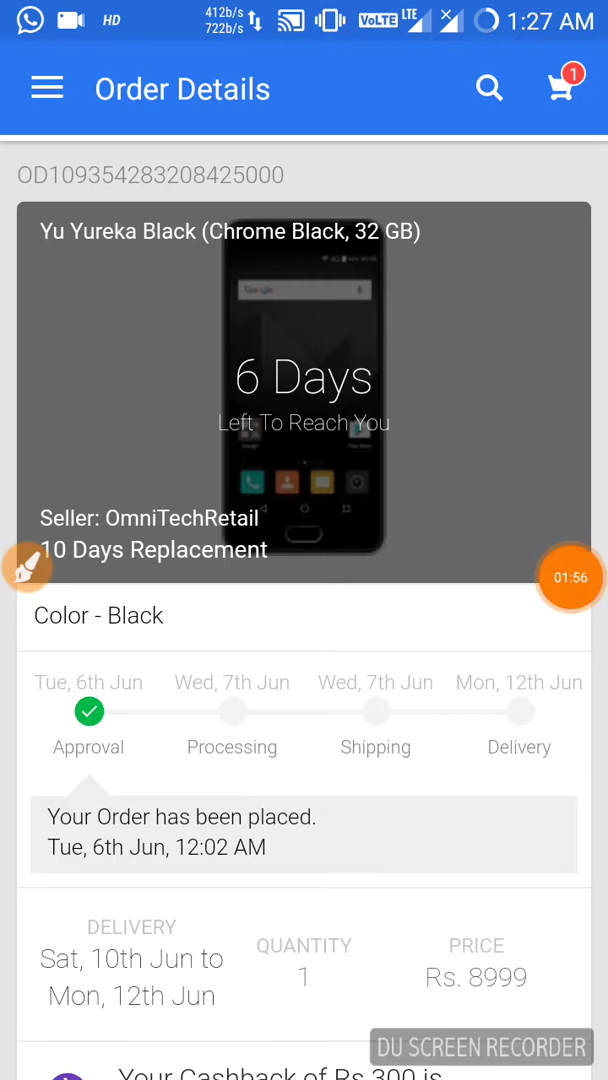 HD
412b/s
722b/s
VoLTE
LTE
1:27 AM
Order Details
1
OD109354283208425000
Yu Yureka Black (Chrome Black, 32 GB)
Google
6 Days
Left To Reach You
Seller: OmniTechRetail
10 Days Replacement
01:56
Color - Black
Tue, 6th Jun Wed, 7th Jun Wed, 7th Jun Mon, 12th Jun
Approval Processing Shipping Delivery
Your Order has been placed.
Tue, 6th Jun, 12:02 AM
DELIVERY
Sat, 10th Jun to
Mon, 12th Jun
QUANTITY
1
PRICE
Rs. 8999
DU SCREEN RECORDER
Your Cashback of Rs 300 is